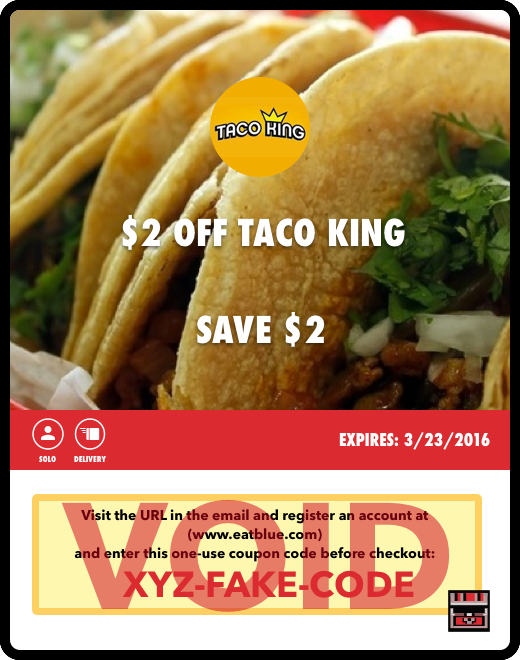 TACO KING
$2 OFF TACO KING
SAVE $2
SOLO
DELIVERY
EXPIRES: 3/23/2016
VOID
Visit the URL in the email and register an account at
(www.eatblue.com)
and enter this one-use coupon code before checkout:
XYZ-FAKE-CODE